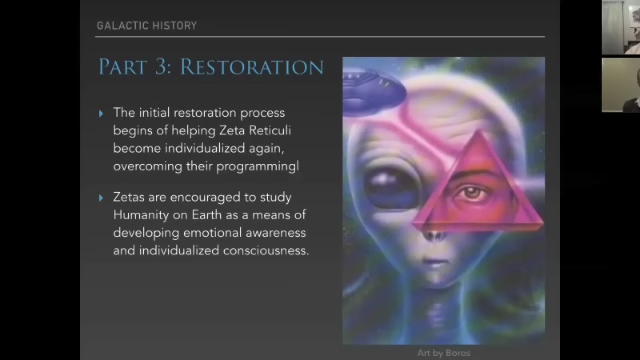 GALACTIC HISTORY
PART 3: RESTORATION
The initial restoration process
begins of helping Zeta Reticuli
become individualized again,
overcoming their programming!
Zetas are encouraged to study
Humanity on Earth as a means of
developing emotional awareness
and individualized consciousness.
Art by Boros